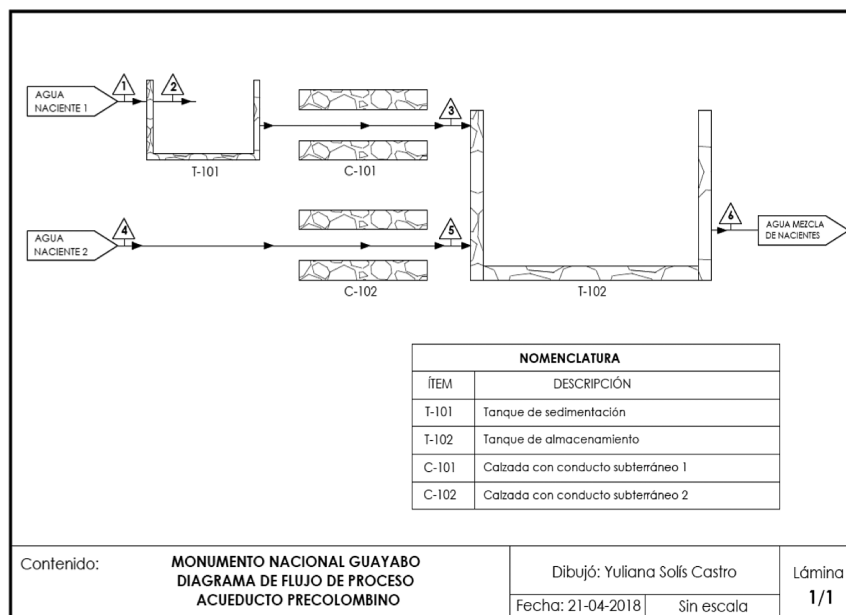 AGUA
NACIENTE 1
1
2
3
T-101
C-101
AGUA
NACIENTE 2
4
5
6
AGUA MEZCLA
DE NACIENTES
C-102
T-102
NOMENCLATURA
ÍTEM DESCRIPCIÓN
T-101 Tanque de sedimentación
T-102 Tanque de almacenamiento
C-101 Calzada con conducto subterráneo 1
C-102 Calzada con conducto subterráneo 2
Contenido:
MONUMENTO NACIONAL GUAYABO
DIAGRAMA DE FLUJO DE PROCESO
ACUEDUCTO PRECOLOMBINO
Dibujó: Yuliana Solís Castro
Fecha: 21-04-2018 Sin escala
Lámina
1/1